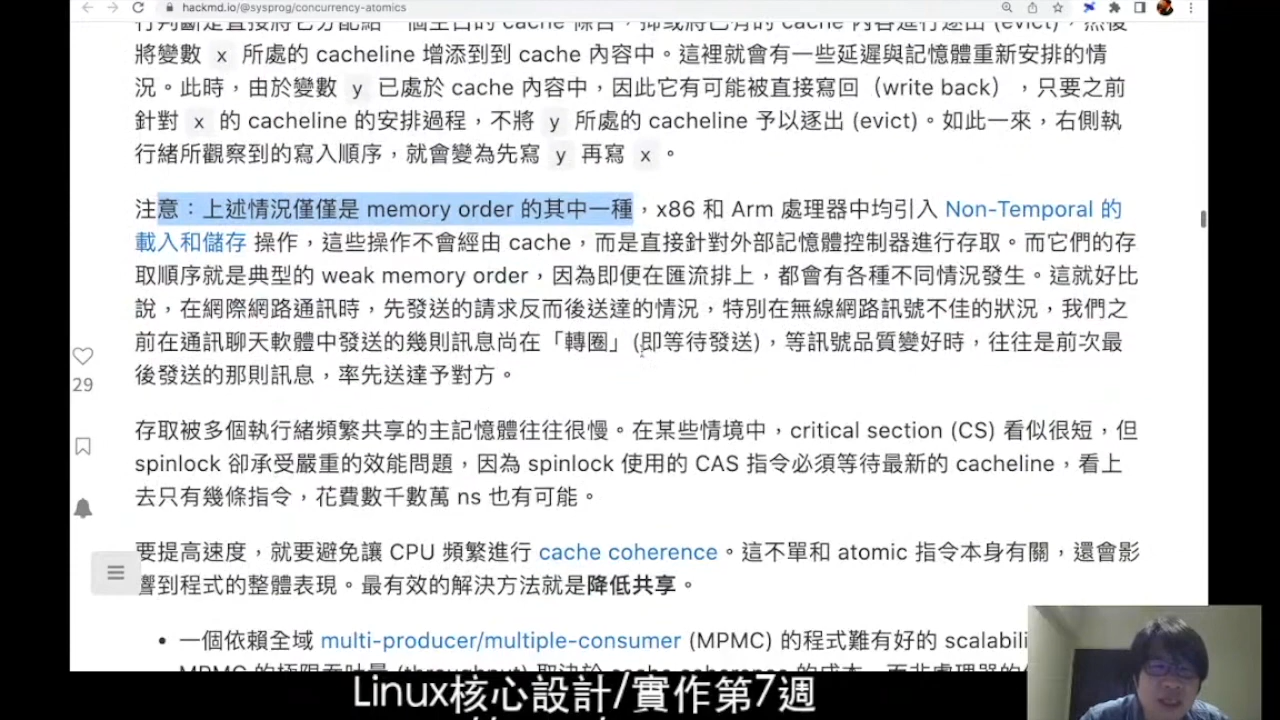 hackmd.io/@sysprog/concurrency-atomics
將變數 x 所處的 cacheline 增添到到 cache 內容中。這裡就會有一些延遲與記憶體重新安排的情
況。此時，由於變數 y 已處於 cache 內容中，因此它有可能被直接寫回（write back），只要之前
針對 x 的 cacheline 的安排過程，不將 y 所處的 cacheline 予以逐出 (evict)。如此一來，右側執
行緒所觀察到的寫入順序，就會變為先寫 y 再寫 x 。
注意：上述情況僅僅是 memory order 的其中一種，x86 和 Arm 處理器中均引入 Non-Temporal 的
載入和儲存 操作，這些操作不會經由 cache，而是直接針對外部記憶體控制器進行存取。而它們的存
取順序就是典型的 weak memory order，因為即便在匯流排上，都會有各種不同情況發生。這就好比
說，在網際網路通訊時，先發送的請求反而後送達的情況，特別在無線網路訊號不佳的狀況，我們之
前在通訊聊天軟體中發送的幾則訊息尚在「轉圈」(即等待發送)，等訊號品質變好時，往往是前次最
後發送的那則訊息，率先送達予對方。
29
存取被多個執行緒頻繁共享的主記憶體往往很慢。在某些情境中，critical section (CS) 看似很短，但
spinlock 卻承受嚴重的效能問題，因為 spinlock 使用的 CAS 指令必須等待最新的 cacheline，看上
去只有幾條指令，花費數千數萬 ns 也有可能。
要提高速度，就要避免讓 CPU 頻繁進行 cache coherence。這不單和 atomic 指令本身有關，還會影
響到程式的整體表現。最有效的解決方法就是降低共享。
• 一個依賴全域 multi-producer/multiple-consumer (MPMC) 的程式難有好的
Linux核心設計/實作第7週